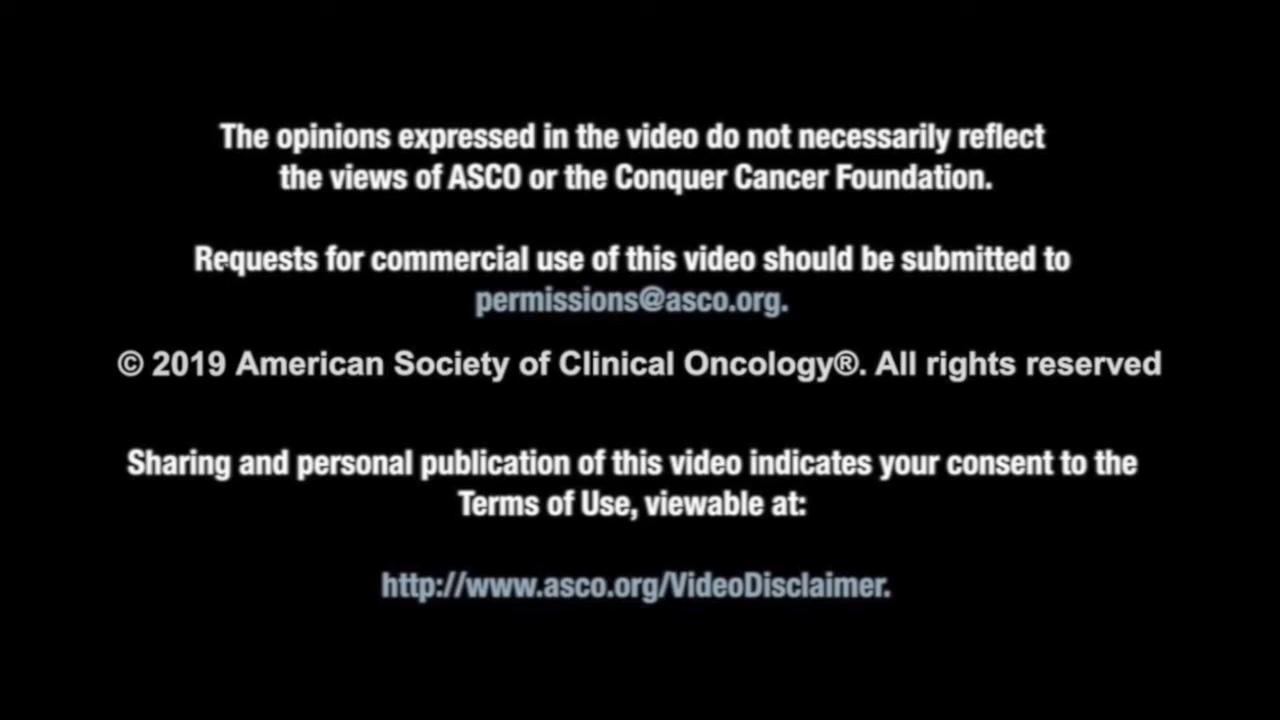 The opinions expressed in the video do not necessarily reflect
the views of ASCO or the Conquer Cancer Foundation.
Requests for commercial use of this video should be submitted to
permissions@asco.org.
© 2019 American Society of Clinical Oncology®. All rights reserved
Sharing and personal publication of this video indicates your consent to the
Terms of Use, viewable at:
http://www.asco.org/VideoDisclaimer.